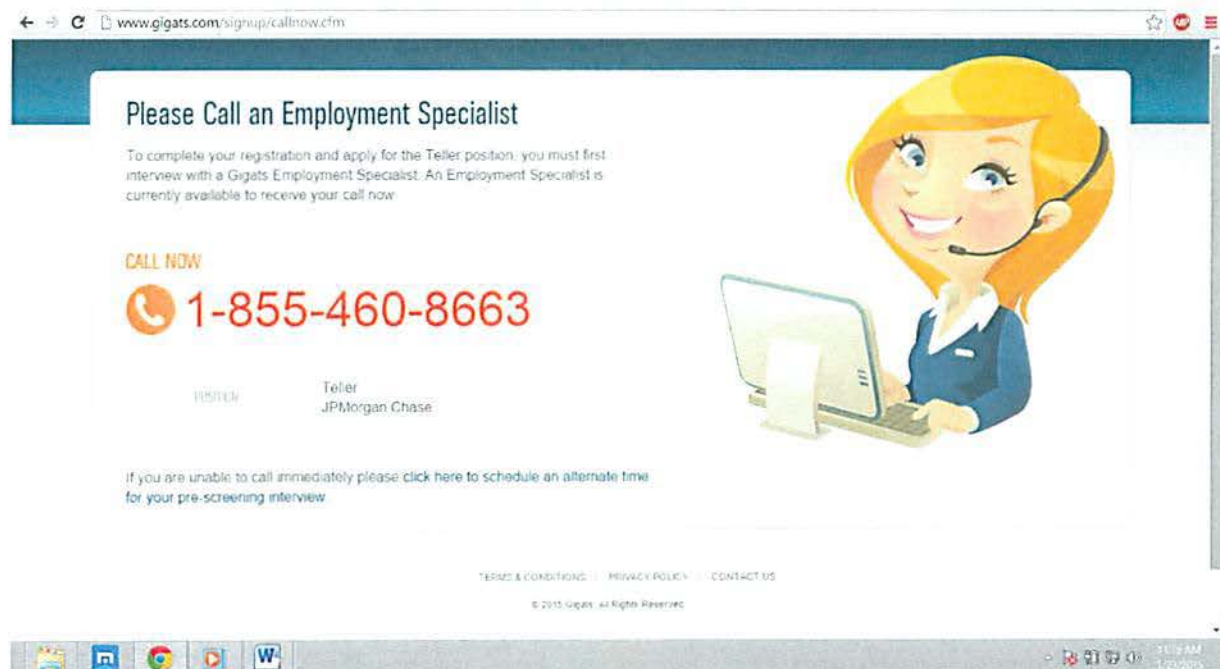 www.gigats.com/signup/callnow.cfm
Please Call an Employment Specialist
To complete your registration and apply for the Teller position, you must first
interview with a Gigats Employment Specialist. An Employment Specialist is
currently available to receive your call now
CALL NOW
1-855-460-8663
POSITION
Teller
JPMorgan Chase
If you are unable to call immediately please click here to schedule an alternate time
for your pre-screening interview
TERMS & CONDITIONS | PRIVACY POLICY | CONTACT US
© 2015 Gigats. All Rights Reserved
W